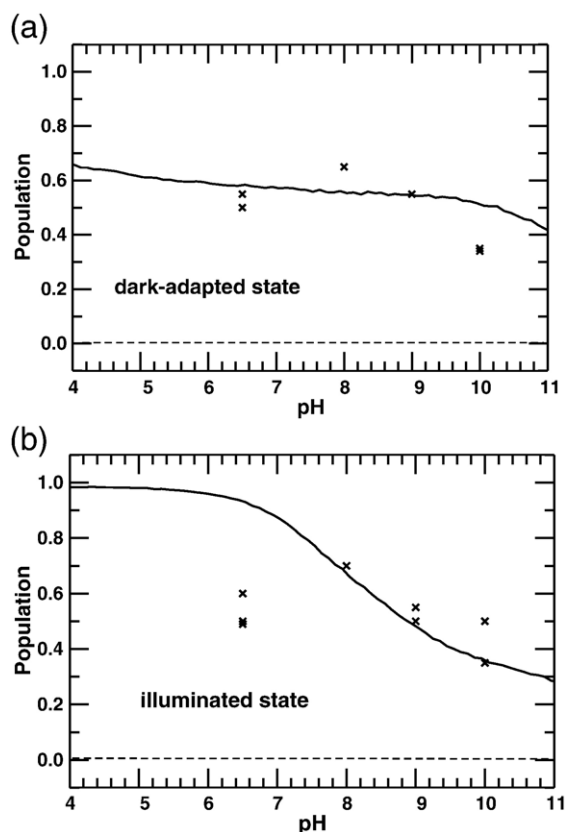 (a)
1.0
0.8
0.6
0.4
0.2
0.0
Population
dark-adapted state
4 5 6 7 8 9 10 11
pH
(b)
1.0
0.8
0.6
0.4
0.2
0.0
Population
illuminated state
4 5 6 7 8 9 10 11
pH